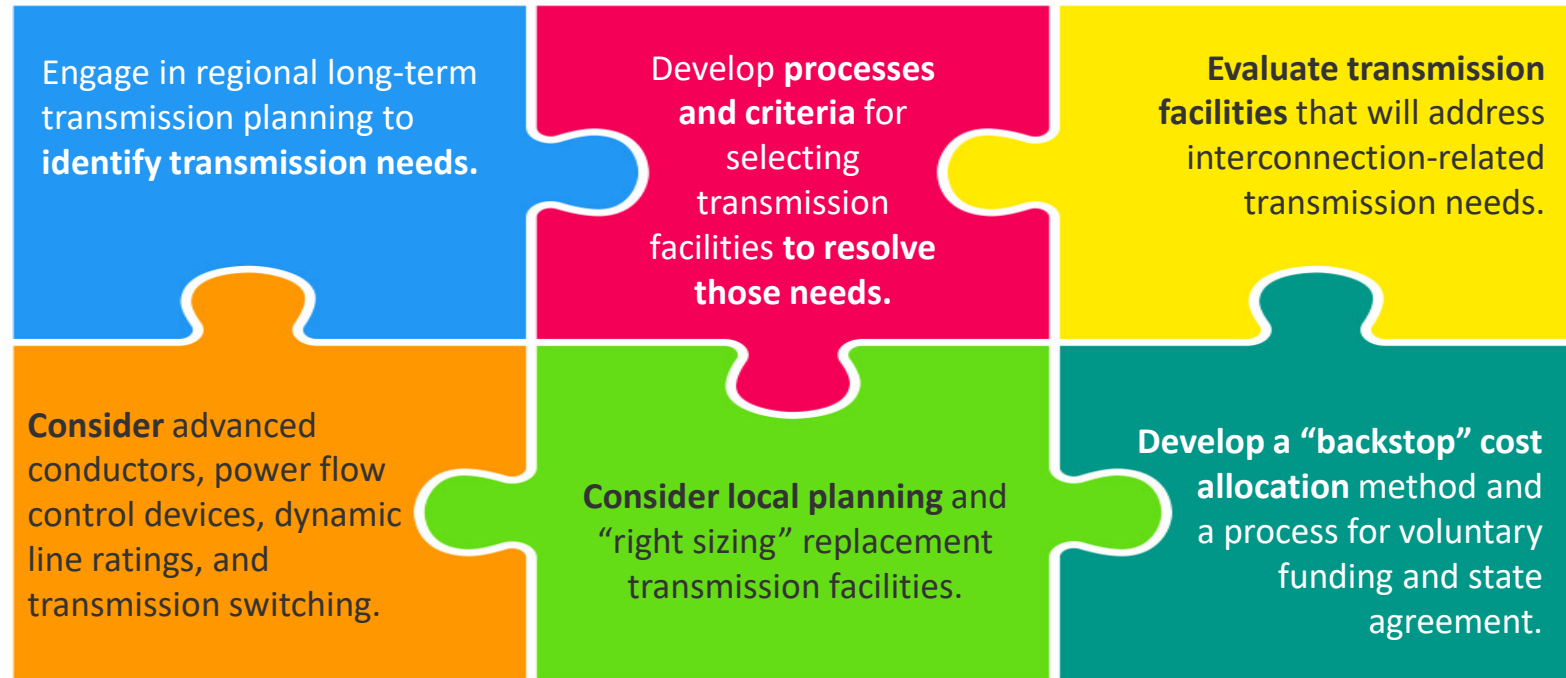 Engage in regional long-term
transmission planning to
identify transmission needs.
Develop processes
and criteria for
selecting
transmission
facilities to resolve
those needs.
Evaluate transmission
facilities that will address
interconnection-related
transmission needs.
Consider advanced
conductors, power flow
control devices, dynamic
line ratings, and
transmission switching.
Consider local planning and
“right sizing” replacement
transmission facilities.
Develop a “backstop” cost
allocation method and
a process for voluntary
funding and state
agreement.